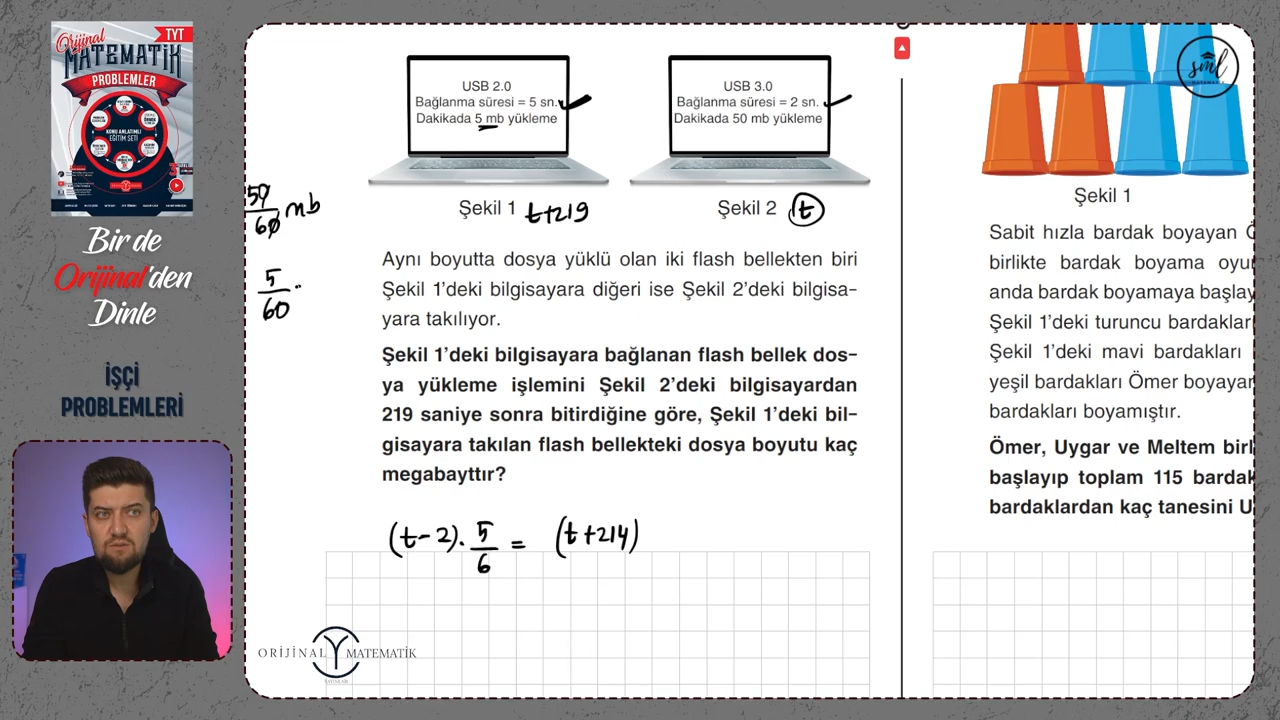 TYT
Orijinal
MATEMATİK
PROBLEMLER
KONU ANLATIMLI
EĞİTİM SETİ
Bir de
Orijinal'den
Dinle
İŞÇİ
PROBLEMLERİ
USB 2.0
Bağlanma süresi = 5 sn.
Dakikada 5 mb yükleme
Şekil 1 t+219
USB 3.0
Bağlanma süresi = 2 sn.
Dakikada 50 mb yükleme
Şekil 2 t
50/60 mb
5/60 .
Aynı boyutta dosya yüklü olan iki flash bellekten biri
Şekil 1'deki bilgisayara diğeri ise Şekil 2'deki bilgisa-
yara takılıyor.
Şekil 1'deki bilgisayara bağlanan flash bellek dos-
ya yükleme işlemini Şekil 2'deki bilgisayardan
219 saniye sonra bitirdiğine göre, Şekil 1'deki bil-
gisayara takılan flash bellekteki dosya boyutu kaç
megabayttır?
(t-2). 5/6 = (t+214)
ORİJİNAL MATEMATİK
YAYINLARI
sml
MATEMATİK
Şekil 1
Sabit hızla bardak boyayan Ö
birlikte bardak boyama oyu
anda bardak boyamaya başlay
Şekil 1'deki turuncu bardaklar
Şekil 1'deki mavi bardakları
yeşil bardakları Ömer boyayar
bardakları boyamıştır.
Ömer, Uygar ve Meltem birl
başlayıp toplam 115 bardak
bardaklardan kaç tanesini U